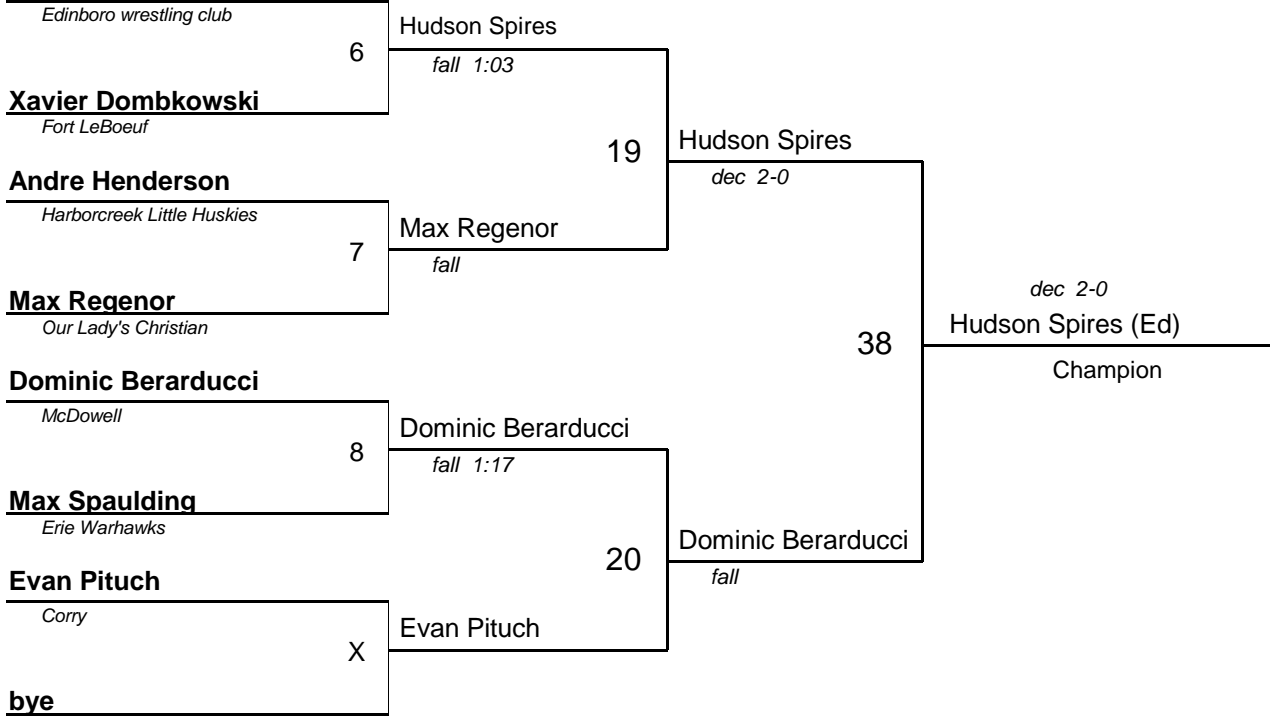 Edinboro wrestling club
6
Hudson Spires
fall 1:03
Xavier Dombkowski
Fort LeBoeuf
19
Hudson Spires
dec 2-0
Andre Henderson
Harborcreek Little Huskies
7
Max Regenor
fall
Max Regenor
Our Lady's Christian
38
dec 2-0
Hudson Spires (Ed)
Champion
Dominic Berarducci
McDowell
8
Dominic Berarducci
fall 1:17
Max Spaulding
Erie Warhawks
20
Dominic Berarducci
fall
Evan Pituch
Corry
X
Evan Pituch
bye